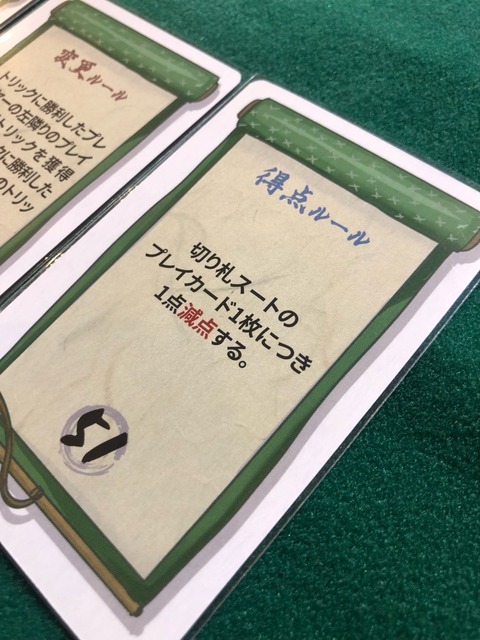 変更ルール
トリックに勝利したプレ
ヤーの左隣りのプレイ
トリックを獲得
に勝利した
のトリッ
得点ルール
切り札スートの
プレイカード1枚につき
1点減点する。
51